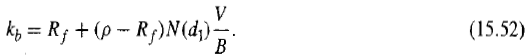 k_b = R_f + (ρ − R_f)N(d_1) V/B. (15.52)